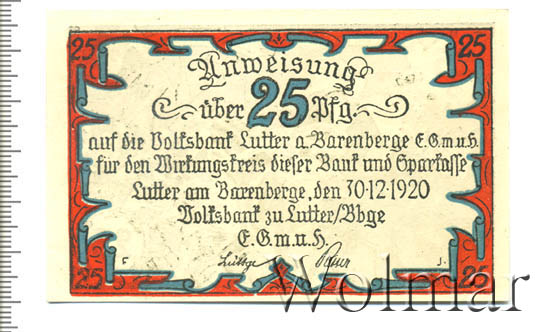 25 25
Anweisung
über 25 Pfg.
auf die Volksbank Lutter a. Barenberge E.G.m.u.H.
für den Wirkungskreis dieser Bank und Sparkasse
Lutter am Barenberge, den 30·12·1920
Volksbank zu Lutter/Bbge
E.G.m.u.H.
F J.
25 25
Wolmar